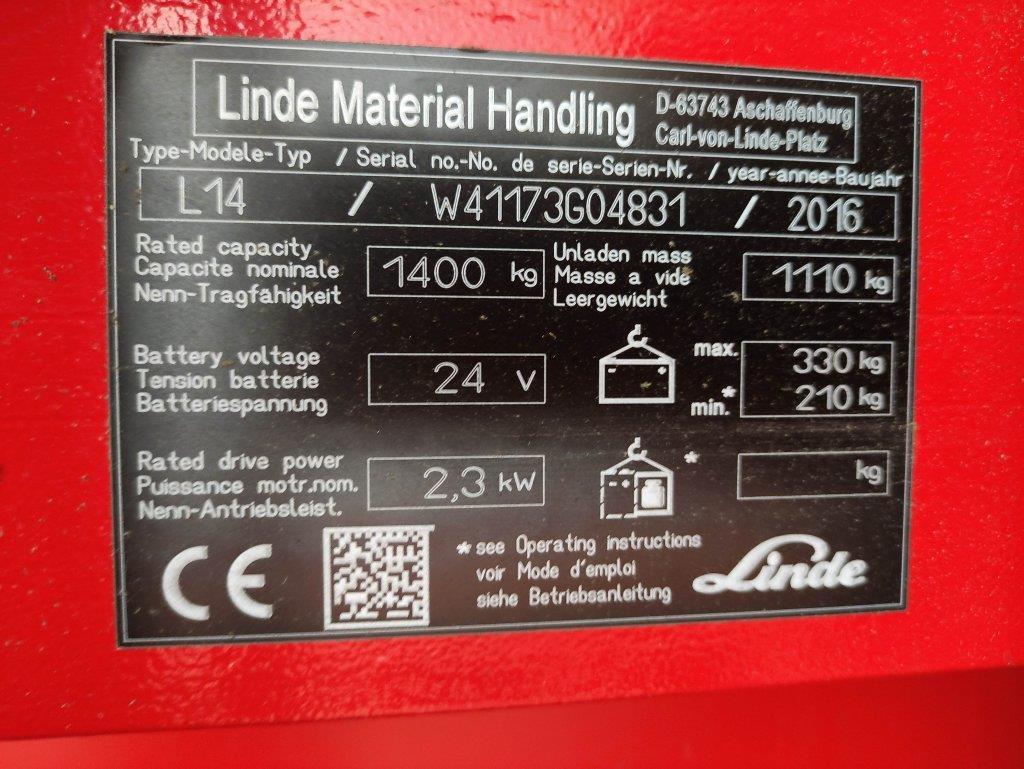 Linde Material Handling
D-63743 Aschaffenburg
Carl-von-Linde-Platz
Type-Modele-Typ / Serial no.-No. de serie-Serien-Nr. / year-annee-Baujahr
L14 / W41173G04831 / 2016
Rated capacity
Capacite nominale
Nenn-Tragfähigkeit
1400 kg
Unladen mass
Masse a vide
Leergewicht
1110 kg
Battery voltage
Tension batterie
Batteriespannung
24 V
max. 330 kg
min.* 210 kg
Rated drive power
Puissance motr.nom.
Nenn-Antriebsleist.
2,3 kW
* kg
CE
* see Operating instructions
voir Mode d'emploi
siehe Betriebsanleitung
Linde